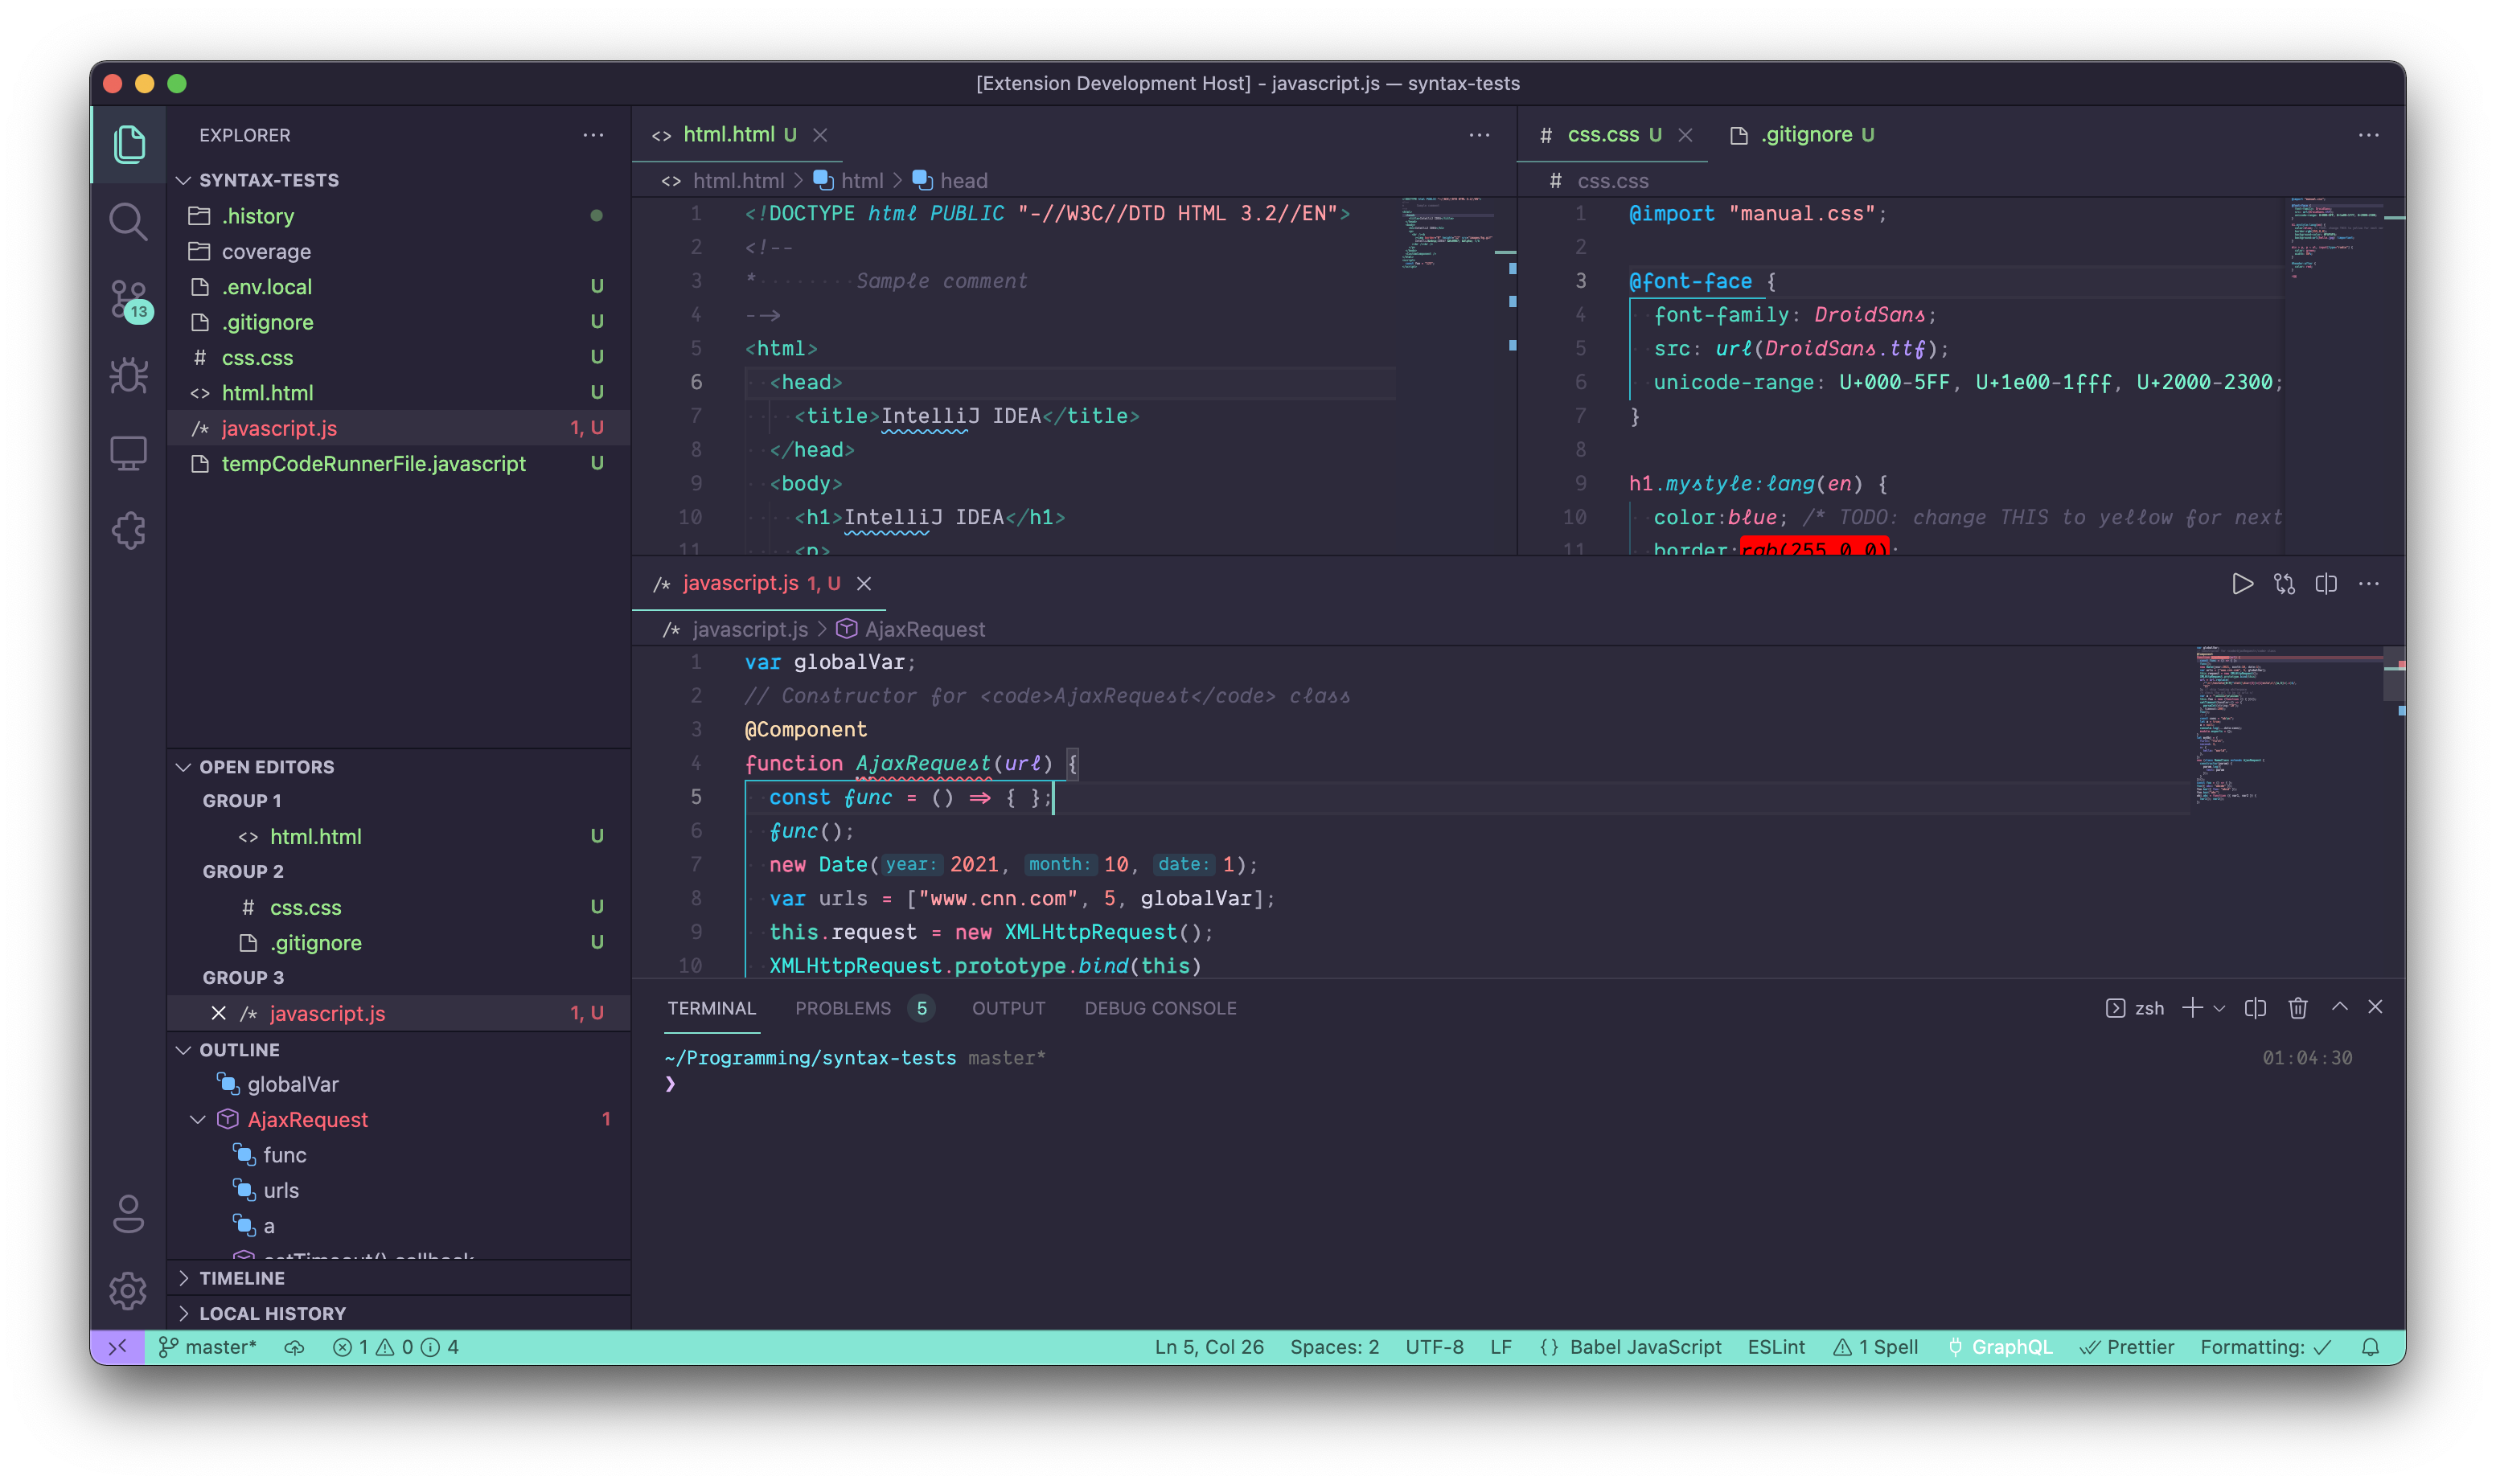 [Extension Development Host] - javascript.js — syntax-tests
EXPLORER
SYNTAX-TESTS
.history
coverage
.env.local U
.gitignore U
# css.css U
<> html.html U
/* javascript.js 1, U
tempCodeRunnerFile.javascript U
OPEN EDITORS
GROUP 1
<> html.html U
GROUP 2
# css.css U
.gitignore U
GROUP 3
/* javascript.js 1, U
OUTLINE
globalVar
AjaxRequest 1
func
urls
a
setTimeout() callback
TIMELINE
LOCAL HISTORY
13
<> html.html U
<> html.html > html > head
1 <!DOCTYPE html PUBLIC "-//W3C//DTD HTML 3.2//EN">
2 <!--
3 *········Sample comment
4 -->
5 <html>
6 <head>
7 <title>IntelliJ IDEA</title>
8 </head>
9 <body>
10 <h1>IntelliJ IDEA</h1>
11 <p>
# css.css U .gitignore U
# css.css
1 @import "manual.css";
2
3 @font-face {
4 font-family: DroidSans;
5 src: url(DroidSans.ttf);
6 unicode-range: U+000-5FF, U+1e00-1fff, U+2000-2300;
7 }
8
9 h1.mystyle:lang(en) {
10 color:blue; /* TODO: change THIS to yellow for next
11 border:rgb(255,0,0);
/* javascript.js 1, U
/* javascript.js > AjaxRequest
1 var globalVar;
2 // Constructor for <code>AjaxRequest</code> class
3 @Component
4 function AjaxRequest(url) {
5 const func = () => { };
6 func();
7 new Date(year: 2021, month: 10, date: 1);
8 var urls = ["www.cnn.com", 5, globalVar];
9 this.request = new XMLHttpRequest();
10 XMLHttpRequest.prototype.bind(this)
TERMINAL PROBLEMS 5 OUTPUT DEBUG CONSOLE zsh
~/Programming/syntax-tests master* 01:04:30
❯
master* 1 0 4 Ln 5, Col 26 Spaces: 2 UTF-8 LF {} Babel JavaScript ESLint 1 Spell GraphQL Prettier Formatting: ✓